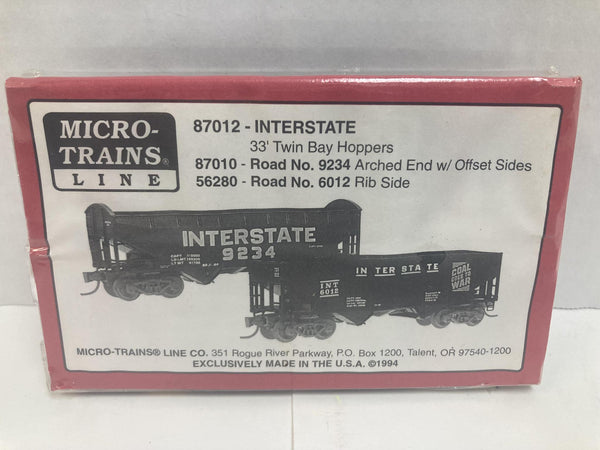 MICRO-
TRAINS®
LINE
87012 - INTERSTATE
33' Twin Bay Hoppers
87010 - Road No. 9234 Arched End w/ Offset Sides
56280 - Road No. 6012 Rib Side
INTERSTATE
9234
INTERSTATE
INT
6012
COAL
GOES TO
WAR
MICRO-TRAINS® LINE CO. 351 Rogue River Parkway, P.O. Box 1200, Talent, OR 97540-1200
EXCLUSIVELY MADE IN THE U.S.A. ©1994